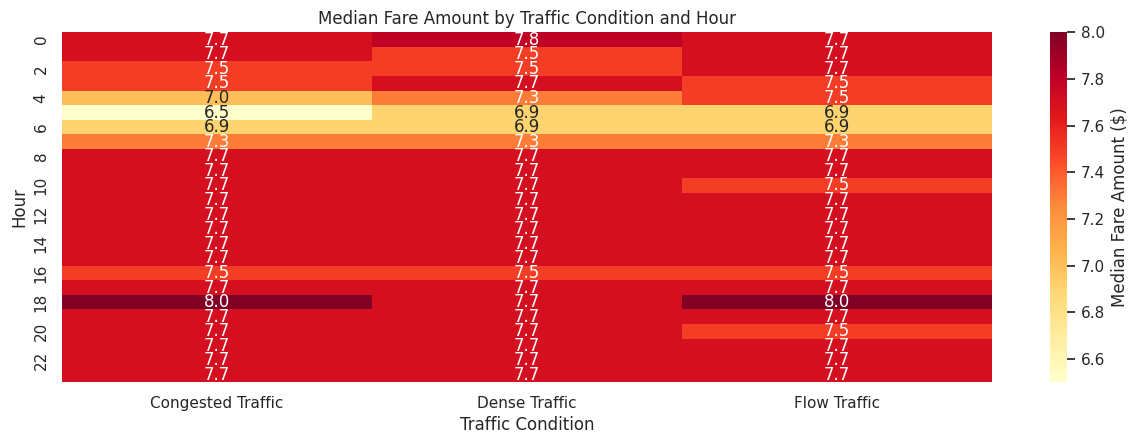 Median Fare Amount by Traffic Condition and Hour
0 7.7 7.8 7.7
7.7 7.5 7.7
2 7.5 7.5 7.7
7.5 7.7 7.5
4 7.0 7.3 7.5
6.5 6.9 6.9
6 6.9 6.9 6.9
7.3 7.3 7.3
8 7.7 7.7 7.7
7.7 7.7 7.7
10 7.7 7.7 7.5
7.7 7.7 7.7
12 7.7 7.7 7.7
7.7 7.7 7.7
14 7.7 7.7 7.7
7.7 7.7 7.7
16 7.5 7.5 7.5
7.7 7.7 7.7
18 8.0 7.7 8.0
7.7 7.7 7.7
20 7.7 7.7 7.5
7.7 7.7 7.7
22 7.7 7.7 7.7
7.7 7.7 7.7
Hour
Congested Traffic Dense Traffic Flow Traffic
Traffic Condition
8.0
7.8
7.6
7.4
7.2
7.0
6.8
6.6
Median Fare Amount ($)